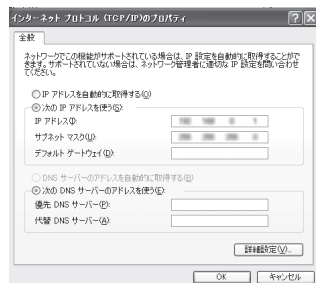 インターネット プロトコル (TCP/IP)のプロパティ
全般
ネットワークでこの機能がサポートされている場合は、IP 設定を自動的に取得することがで
きます。サポートされていない場合は、ネットワーク管理者に適切な IP 設定を問い合わせ
てください。
IP アドレスを自動的に取得する(O)
次の IP アドレスを使う(S):
IP アドレス(I):
サブネット マスク(U):
デフォルト ゲートウェイ(D):
DNS サーバーのアドレスを自動的に取得する(B)
次の DNS サーバーのアドレスを使う(E):
優先 DNS サーバー(P):
代替 DNS サーバー(A):
詳細設定(V)...
OK キャンセル